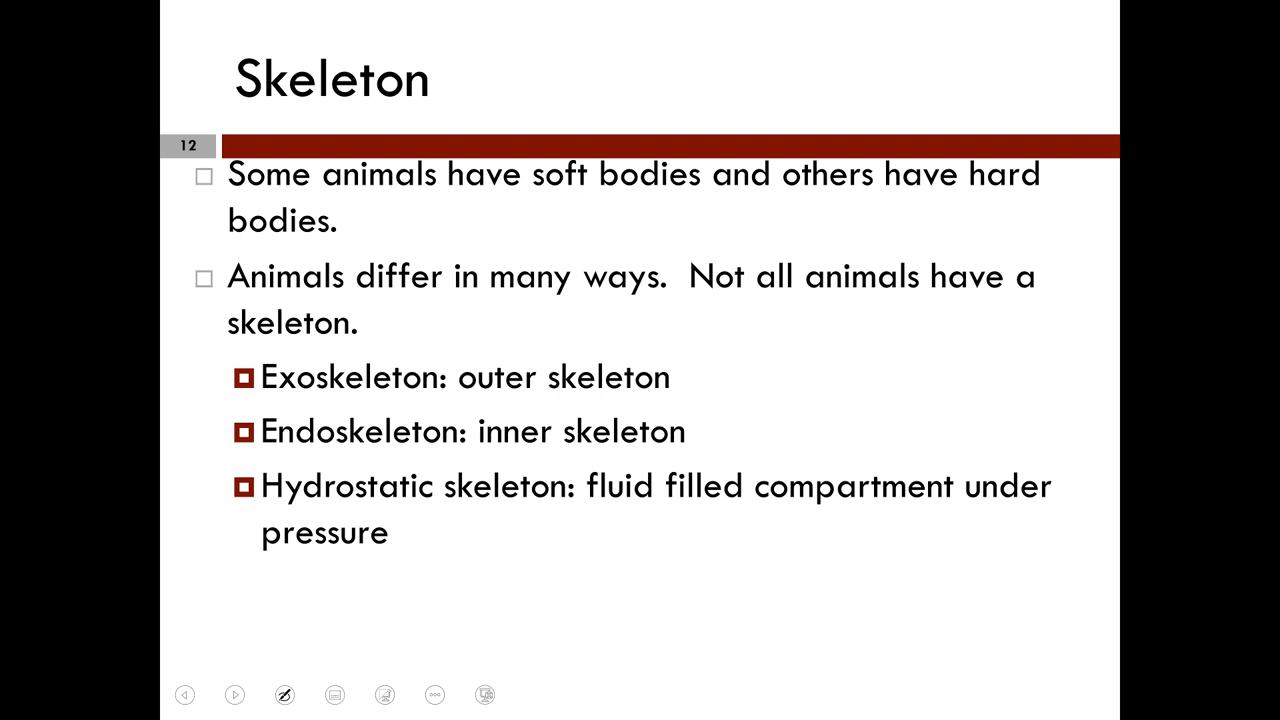 Skeleton
12
Some animals have soft bodies and others have hard
bodies.
Animals differ in many ways.  Not all animals have a
skeleton.
Exoskeleton: outer skeleton
Endoskeleton: inner skeleton
Hydrostatic skeleton: fluid filled compartment under
pressure